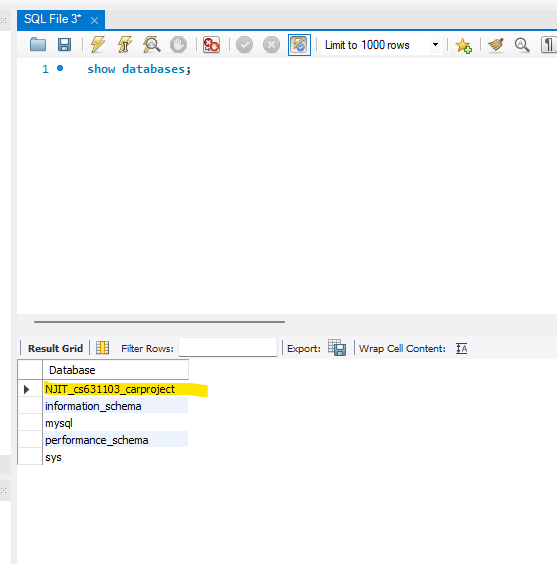 SQL File 3*
Limit to 1000 rows
1 show databases;
Result Grid Filter Rows: Export: Wrap Cell Content:
Database
NJIT_cs631103_carproject
information_schema
mysql
performance_schema
sys